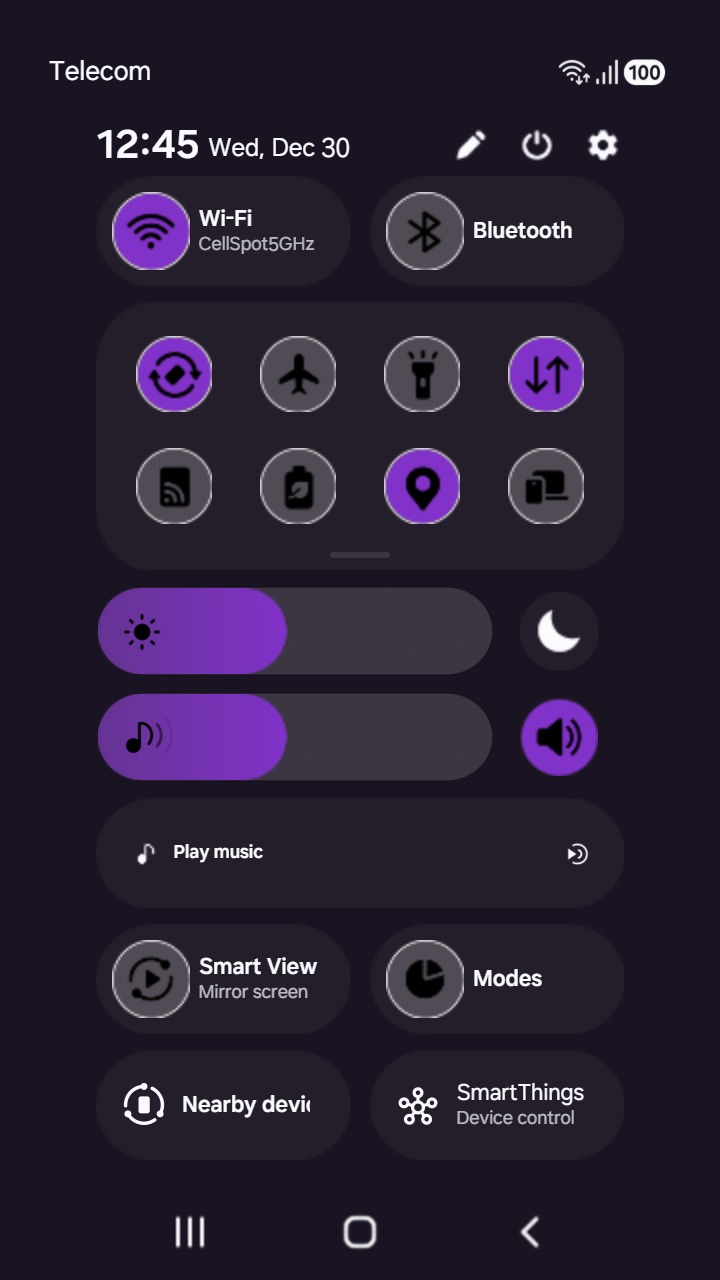 Telecom
100
12:45 Wed, Dec 30
Wi-Fi
CellSpot5GHz
Bluetooth
Play music
Smart View
Mirror screen
Modes
Nearby devi
SmartThings
Device control